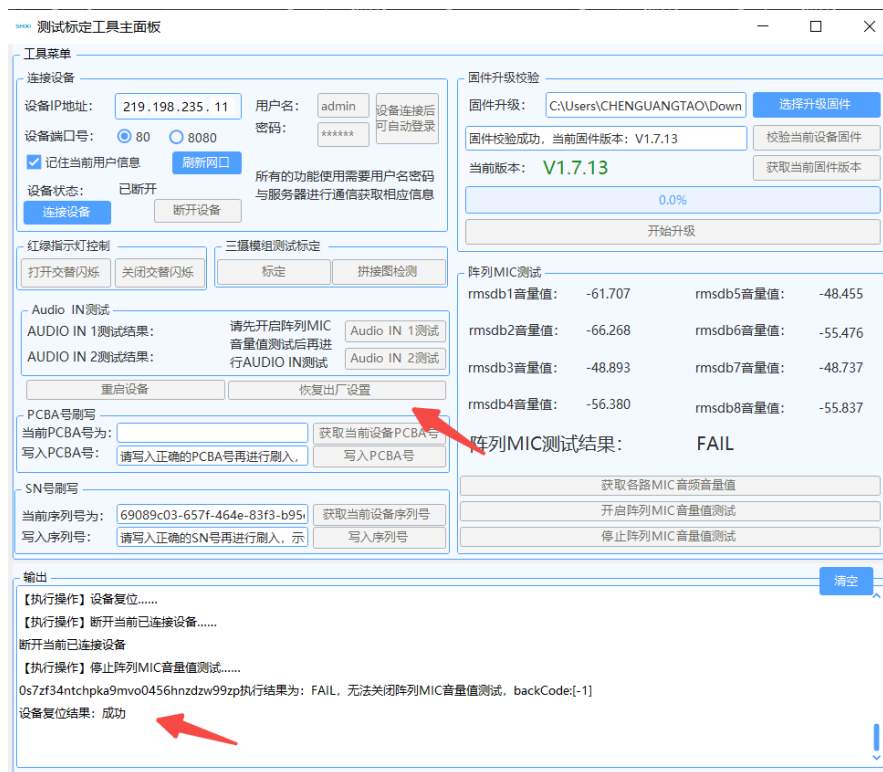 SHIXI 测试标定工具主面板
工具菜单
连接设备
设备IP地址: 219.198.235. 11
用户名: admin
设备端口号: 80 8080
密码: ******
设备连接后
可自动登录
记住当前用户信息 刷新网口
设备状态: 已断开
所有的功能使用需要用户名密码
与服务器进行通信获取相应信息
连接设备 断开设备
固件升级校验
固件升级: C:\Users\CHENGUANGTAO\Down 选择升级固件
固件校验成功，当前固件版本：V1.7.13 校验当前设备固件
当前版本: V1.7.13 获取当前固件版本
0.0%
开始升级
红绿指示灯控制
打开交替闪烁 关闭交替闪烁
三摄模组测试标定
标定 拼接图检测
Audio IN测试
AUDIO IN 1测试结果:
AUDIO IN 2测试结果:
请先开启阵列MIC
音量值测试后再进
行AUDIO IN测试
Audio IN 1测试
Audio IN 2测试
重启设备 恢复出厂设置
PCBA号刷写
当前PCBA号为: 获取当前设备PCBA号
写入PCBA号: 请写入正确的PCBA号再进行刷入， 写入PCBA号
SN号刷写
当前序列号为: 69089c03-657f-464e-83f3-b95 获取当前设备序列号
写入序列号: 请写入正确的SN号再进行刷入，示 写入序列号
阵列MIC测试
rmsdb1音量值: -61.707 rmsdb5音量值: -48.455
rmsdb2音量值: -66.268 rmsdb6音量值: -55.476
rmsdb3音量值: -48.893 rmsdb7音量值: -48.737
rmsdb4音量值: -56.380 rmsdb8音量值: -55.837
阵列MIC测试结果: FAIL
获取各路MIC音频音量值
开启阵列MIC音量值测试
停止阵列MIC音量值测试
输出
清空
【执行操作】设备复位......
【执行操作】断开当前已连接设备......
断开当前已连接设备
【执行操作】停止阵列MIC音量值测试......
0s7zf34ntchpka9mvo0456hnzdzw99zp执行结果为：FAIL，无法关闭阵列MIC音量值测试，backCode:[-1]
设备复位结果：成功